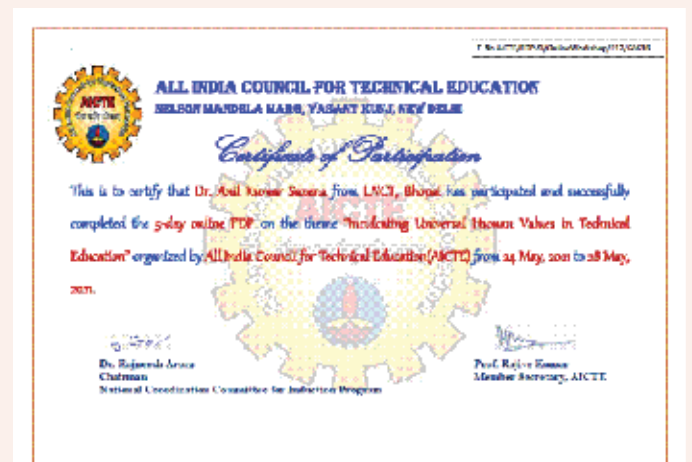 ALL INDIA COUNCIL FOR TECHNICAL EDUCATION
NELSON MANDELA MARG, VASANT KUNJ, NEW DELHI
AICTE
Certificate of Participation
This is to certify that Dr. Anil Kumar from LNCT, Bhopal has participated and successfully
completed the 5-day online FDP on the theme "Inculcating Universal Human Values in Technical
Education" organized by All India Council for Technical Education (AICTE) from 24 May, 2021 to 28 May,
2021.
Dr. Rajneesh Arora
Chairman
National Coordination Committee for Induction Program
Prof. Rajive Kumar
Member Secretary, AICTE